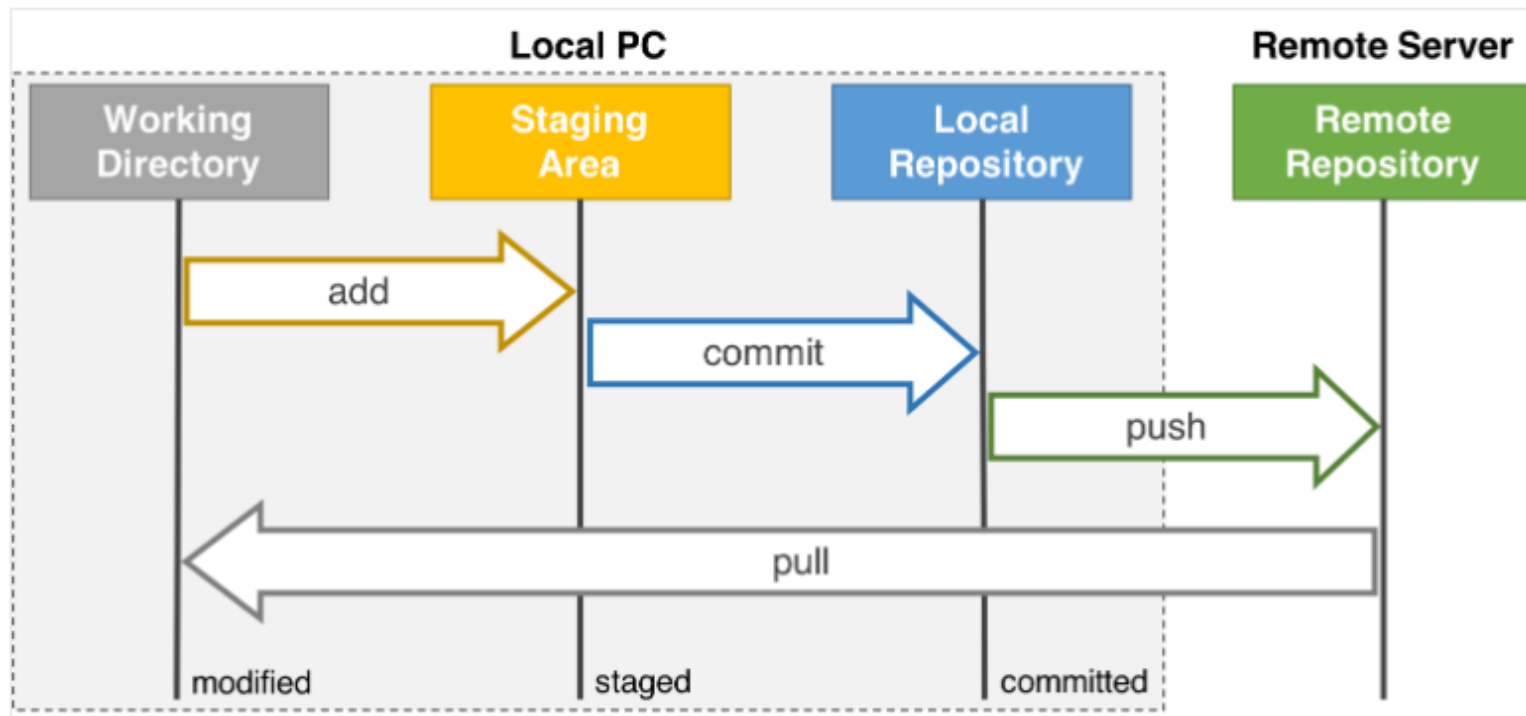 Local PC
Remote Server
Working
Directory
Staging
Area
Local
Repository
Remote
Repository
add
commit
push
pull
modified
staged
committed